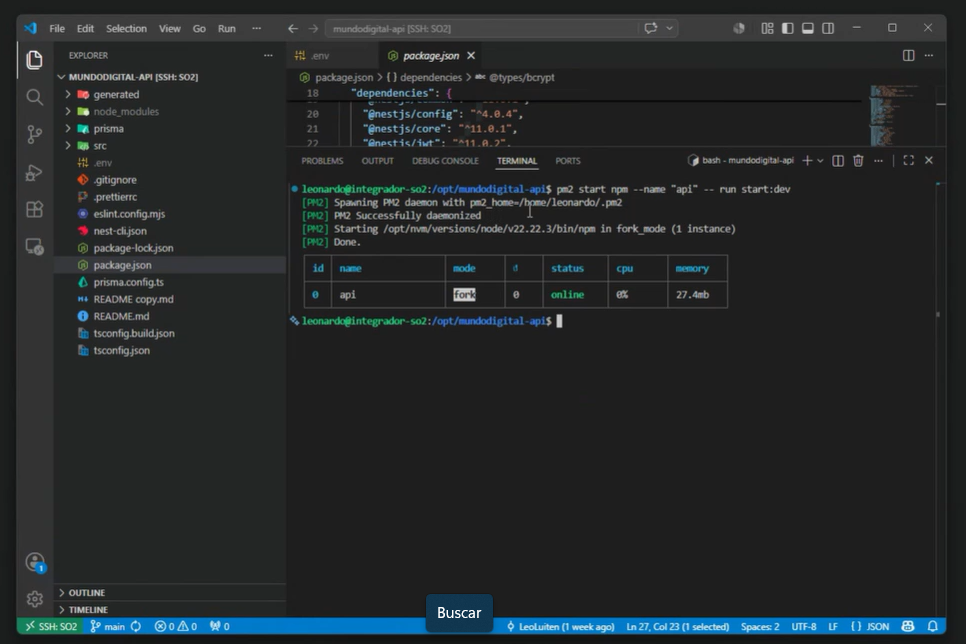 File Edit Selection View Go Run ··· mundodigital-api [SSH: SO2]
EXPLORER ···
MUNDODIGITAL-API [SSH: SO2]
generated
node_modules
prisma
src
.env
.gitignore
.prettierrc
eslint.config.mjs
nest-cli.json
package-lock.json
package.json
prisma.config.ts
README copy.md
README.md
tsconfig.build.json
tsconfig.json
OUTLINE
TIMELINE
.env package.json
package.json > { } dependencies > abc @types/bcrypt
18 "dependencies": {
20 "@nestjs/config": "^4.0.4",
21 "@nestjs/core": "^11.0.1",
22 "@nestjs/jwt": "^11.0.2",
PROBLEMS OUTPUT DEBUG CONSOLE TERMINAL PORTS bash - mundodigital-api
leonardo@integrador-so2:/opt/mundodigital-api$ pm2 start npm --name "api" -- run start:dev
[PM2] Spawning PM2 daemon with pm2_home=/home/leonardo/.pm2
[PM2] PM2 Successfully daemonized
[PM2] Starting /opt/nvm/versions/node/v22.22.3/bin/npm in fork_mode (1 instance)
[PM2] Done.
id name mode status cpu memory
0 api fork 0 online 0% 27.4mb
leonardo@integrador-so2:/opt/mundodigital-api$
Buscar
1
SSH: SO2 main 0 0 0 LeoLuiten (1 week ago) Ln 27, Col 23 (1 selected) Spaces: 2 UTF-8 LF { } JSON